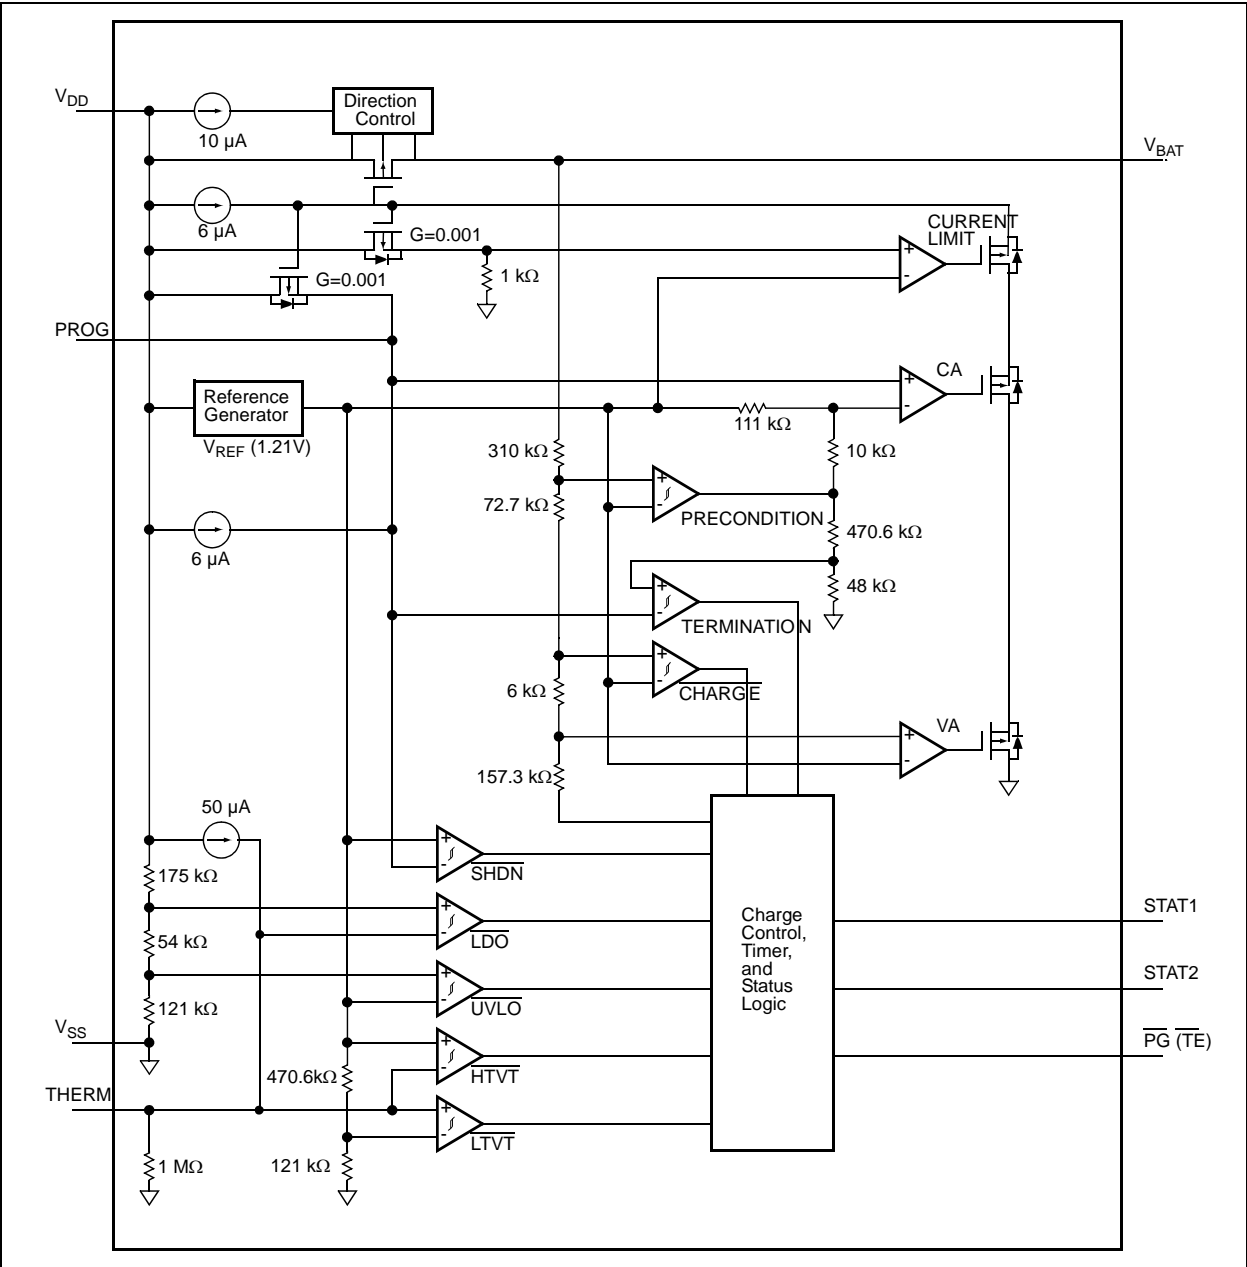 VDD
10 µA
Direction
Control
VBAT
6 µA
G=0.001
CURRENT
LIMIT
+
-
1 kΩ
G=0.001
PROG
Reference
Generator
VREF (1.21V)
111 kΩ
+
-
CA
10 kΩ
310 kΩ
72.7 kΩ
+
-
PRECONDITION
470.6 kΩ
6 µA
48 kΩ
+
-
TERMINATION
+
-
CHARGE
6 kΩ
+
-
VA
157.3 kΩ
50 µA
175 kΩ
+
-
SHDN
54 kΩ
+
-
LDO
121 kΩ
+
-
UVLO
VSS
+
-
HTVT
470.6kΩ
THERM
+
-
LTVT
1 MΩ
121 kΩ
Charge
Control,
Timer,
and
Status
Logic
STAT1
STAT2
PG (TE)